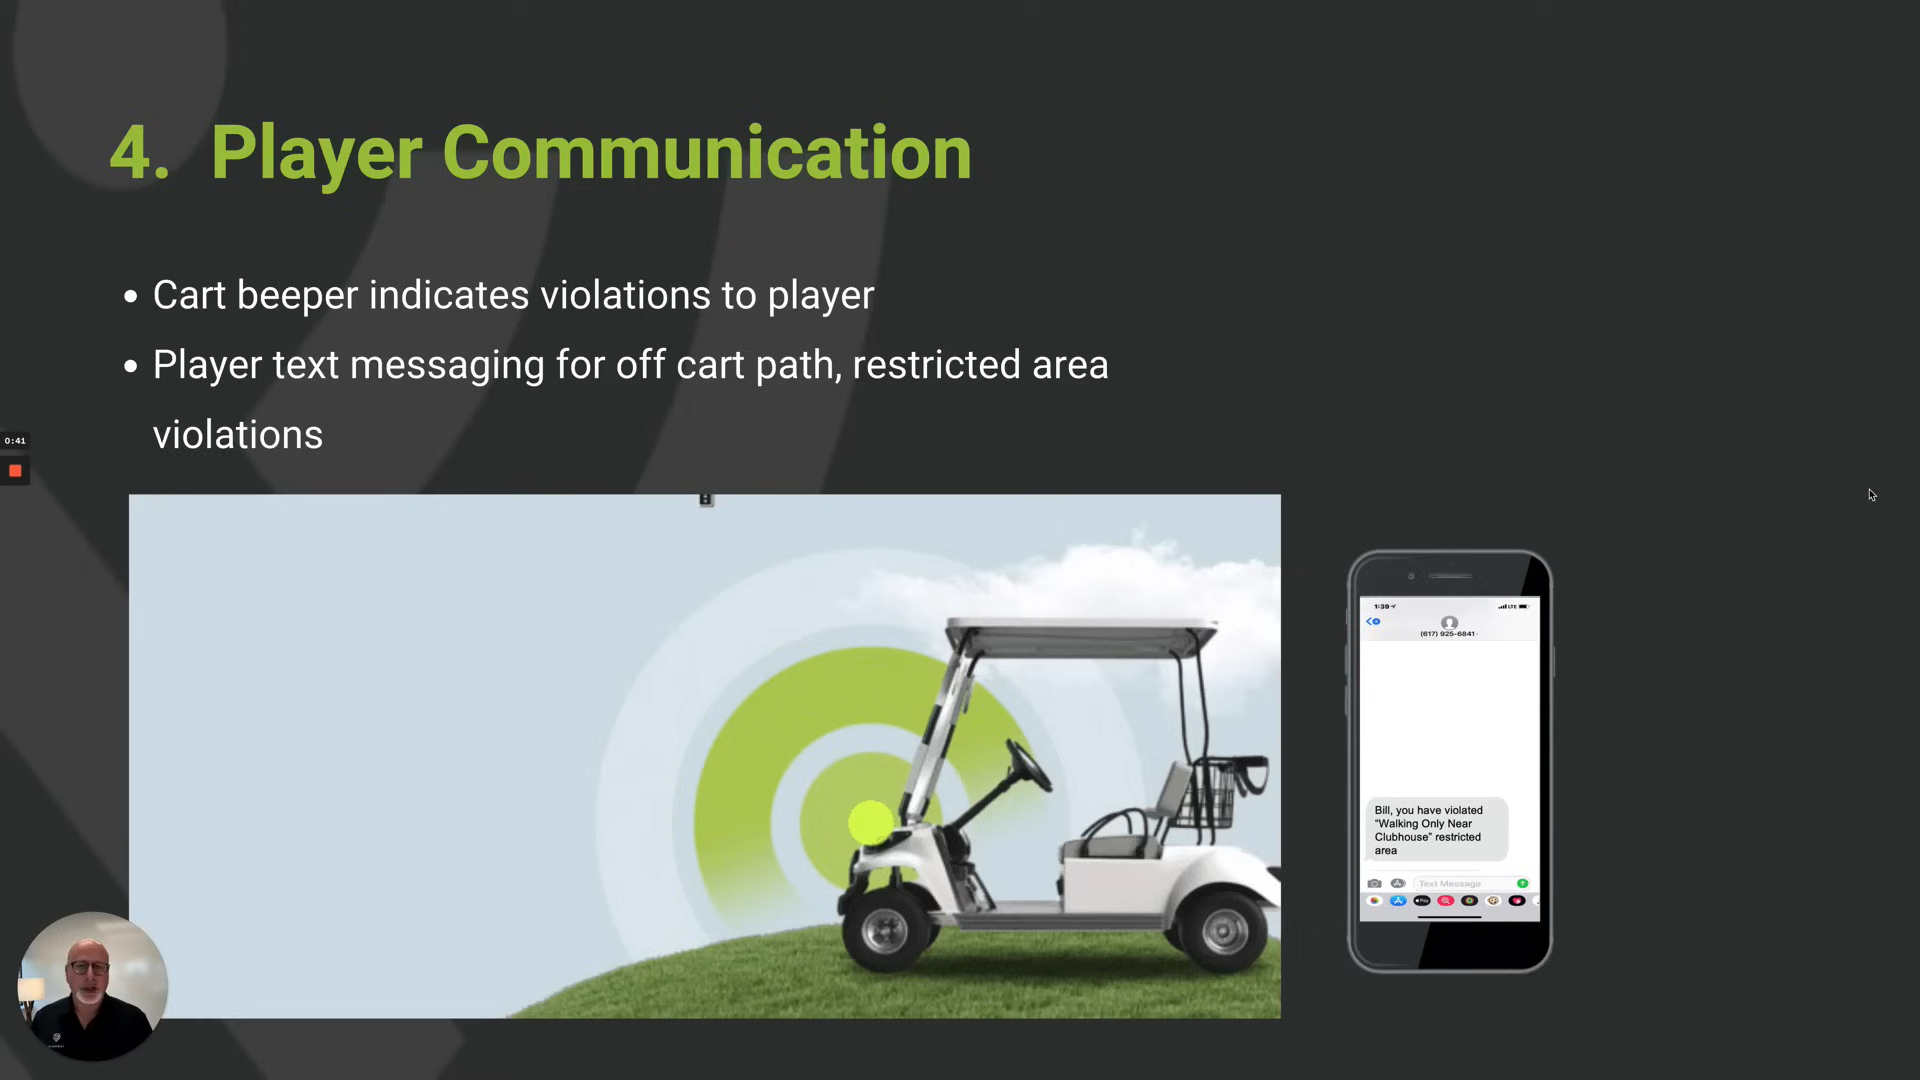 4. Player Communication
• Cart beeper indicates violations to player
• Player text messaging for off cart path, restricted area
violations
0:41
1:39
LTE
(617) 925-6841
Bill, you have violated
“Walking Only Near
Clubhouse” restricted
area
Text Message
Pay